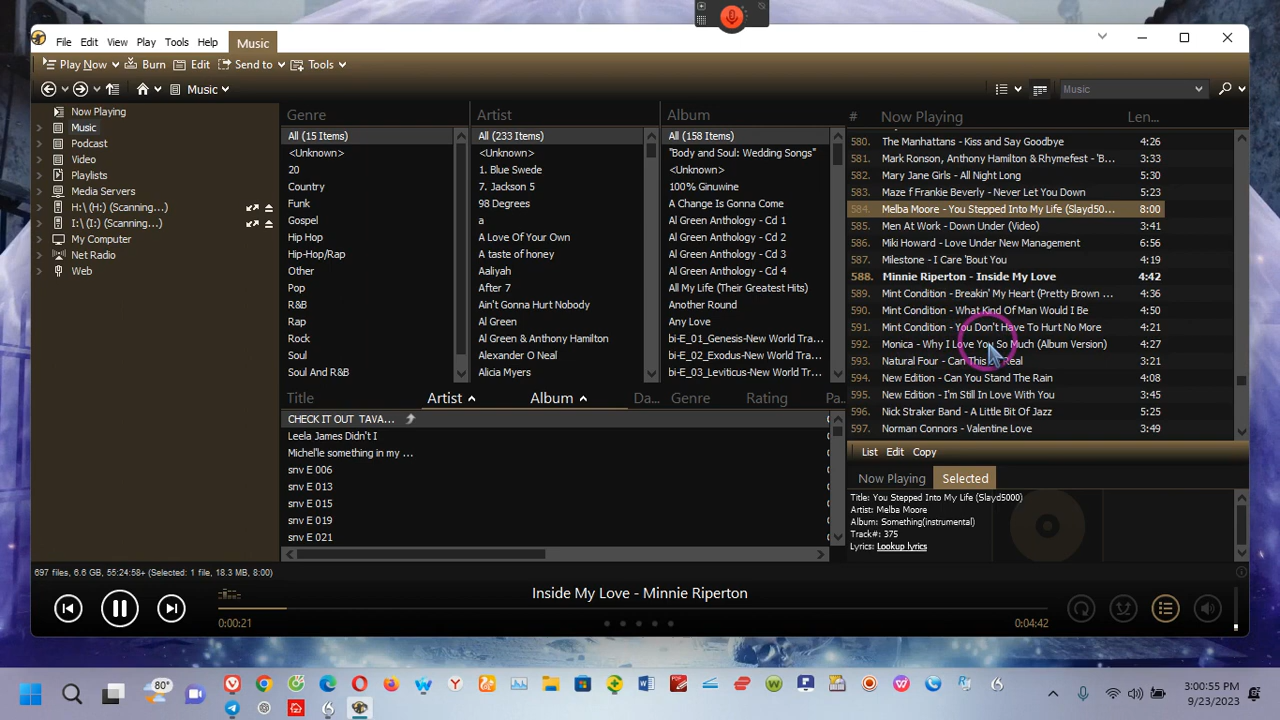 File Edit View Play Tools Help Music
Play Now Burn Edit Send to Tools
Music Music
Now Playing
Music
Podcast
Video
Playlists
Media Servers
H:\ (H:) (Scanning...)
I:\ (I:) (Scanning...)
My Computer
Net Radio
Web
Genre
All (15 Items)
<Unknown>
20
Country
Funk
Gospel
Hip Hop
Hip-Hop/Rap
Other
Pop
R&B
Rap
Rock
Soul
Soul And R&B
Artist
All (233 Items)
<Unknown>
1. Blue Swede
7. Jackson 5
98 Degrees
a
A Love Of Your Own
A taste of honey
Aaliyah
After 7
Ain't Gonna Hurt Nobody
Al Green
Al Green & Anthony Hamilton
Alexander O Neal
Alicia Myers
Album
All (158 Items)
"Body and Soul: Wedding Songs"
<Unknown>
100% Ginuwine
A Change Is Gonna Come
Al Green Anthology - Cd 1
Al Green Anthology - Cd 2
Al Green Anthology - Cd 3
Al Green Anthology - Cd 4
All My Life (Their Greatest Hits)
Another Round
Any Love
bi-E_01_Genesis-New World Tra...
bi-E_02_Exodus-New World Trans...
bi-E_03_Leviticus-New World Tr...
Title Artist Album Da... Genre Rating Pa...
CHECK IT OUT TAVA...
Leela James Didn't I
Michel'le something in my ...
snv E 006
snv E 013
snv E 015
snv E 019
snv E 021
# Now Playing Len...
580. The Manhattans - Kiss and Say Goodbye 4:26
581. Mark Ronson, Anthony Hamilton & Rhymefest - 'B... 3:33
582. Mary Jane Girls - All Night Long 5:30
583. Maze f Frankie Beverly - Never Let You Down 5:23
584. Melba Moore - You Stepped Into My Life (Slayd50... 8:00
585. Men At Work - Down Under (Video) 3:41
586. Miki Howard - Love Under New Management 6:56
587. Milestone - I Care 'Bout You 4:19
588. Minnie Riperton - Inside My Love 4:42
589. Mint Condition - Breakin' My Heart (Pretty Brown ... 4:36
590. Mint Condition - What Kind Of Man Would I Be 4:50
591. Mint Condition - You Don't Have To Hurt No More 4:21
592. Monica - Why I Love You So Much (Album Version) 4:27
593. Natural Four - Can This Real 3:21
594. New Edition - Can You Stand The Rain 4:08
595. New Edition - I'm Still In Love With You 3:45
596. Nick Straker Band - A Little Bit Of Jazz 5:25
597. Norman Connors - Valentine Love 3:49
List Edit Copy
Now Playing Selected
Title: You Stepped Into My Life (Slayd5000)
Artist: Melba Moore
Album: Something(instrumental)
Track#: 375
Lyrics: Lookup lyrics
697 files, 6.6 GB, 55:24:58+ (Selected: 1 file, 18.3 MB, 8:00)
Inside My Love - Minnie Riperton
0:00:21 0:04:42
80°
3:00:55 PM
9/23/2023